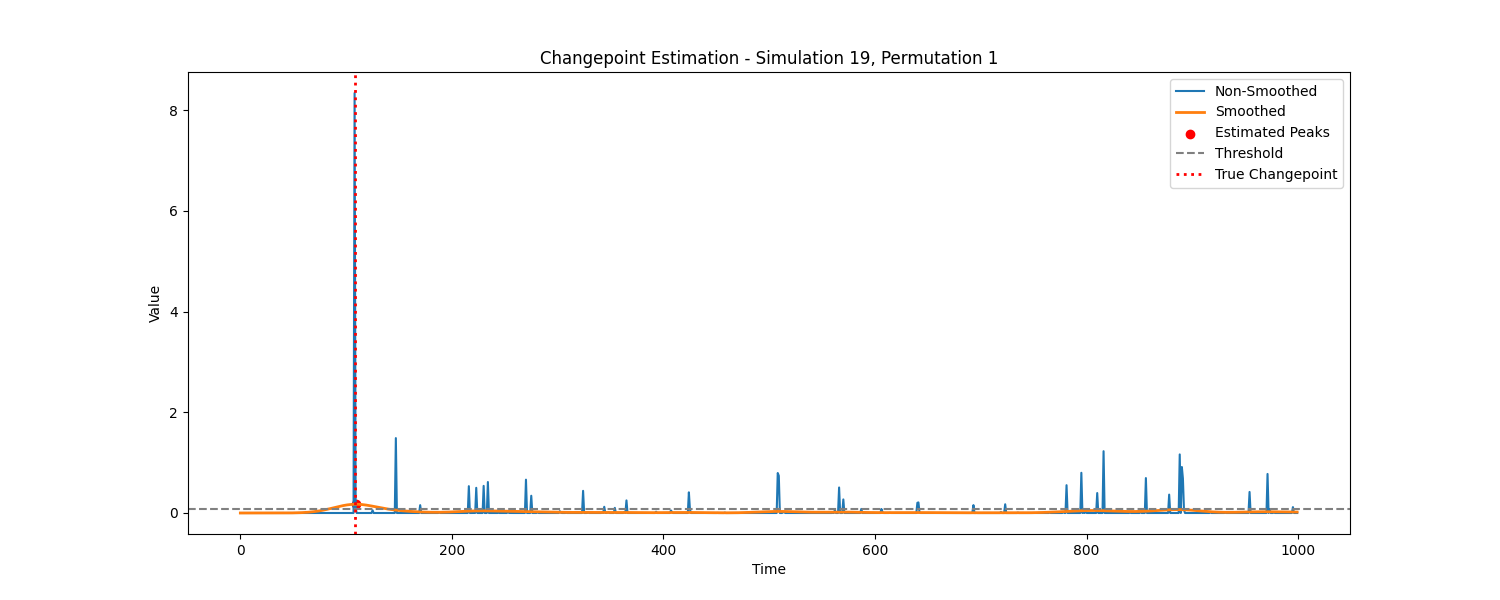 Changepoint Estimation - Simulation 19, Permutation 1
Non-Smoothed
Smoothed
Estimated Peaks
Threshold
True Changepoint
Value
8
6
4
2
0
0 200 400 600 800 1000
Time